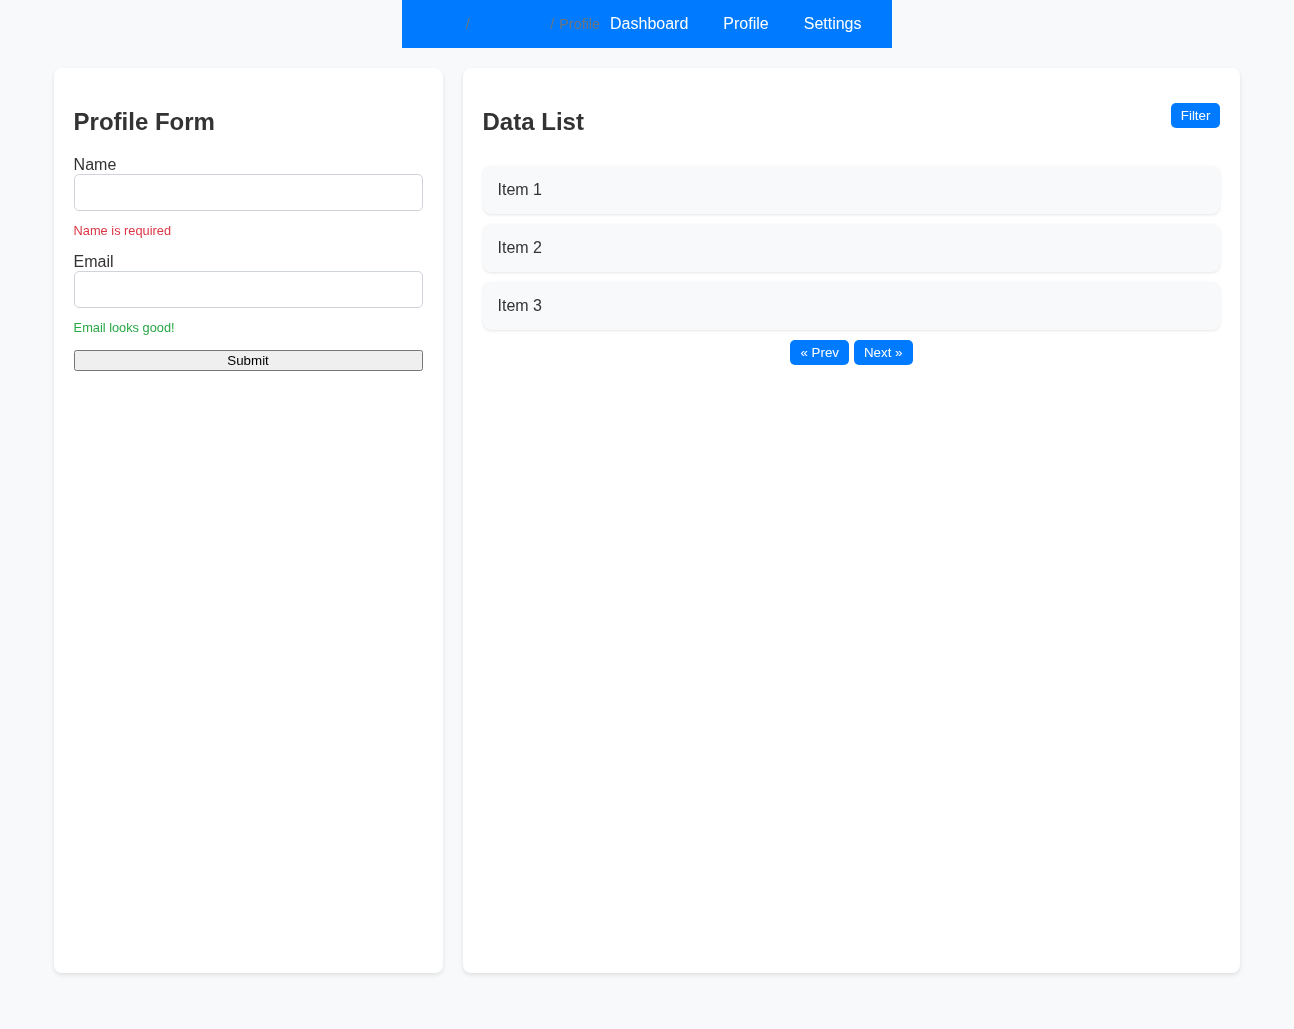 / / Profile Dashboard Profile Settings
Profile Form
Name
Name is required
Email
Email looks good!
Submit
Data List
Filter
Item 1
Item 2
Item 3
« Prev Next »